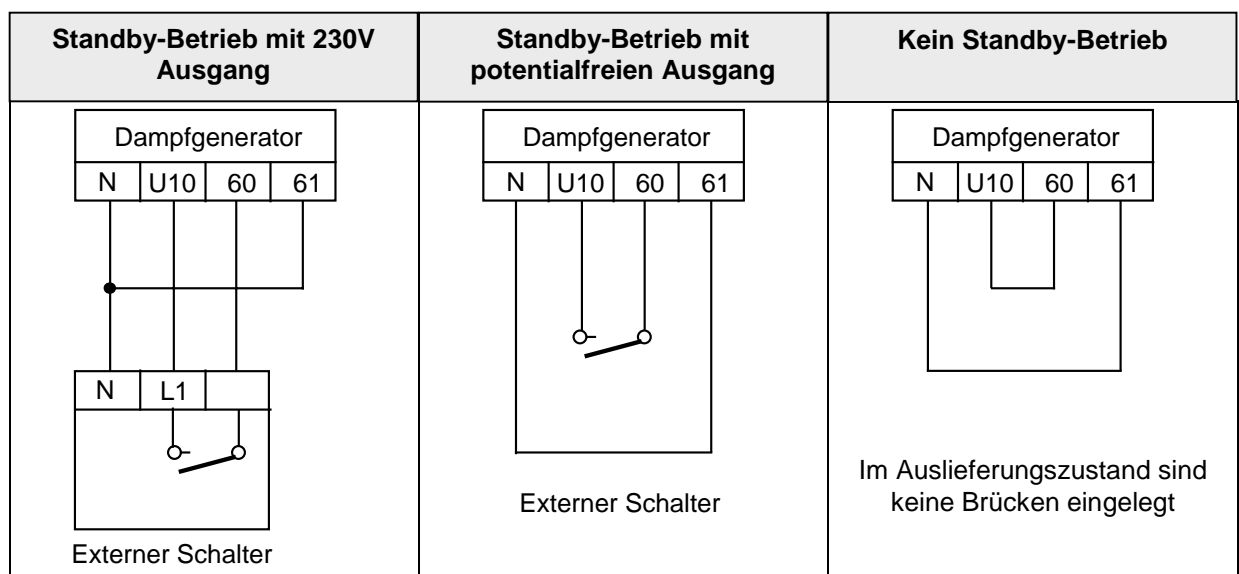 Standby-Betrieb mit 230V
Ausgang
Standby-Betrieb mit
potentialfreien Ausgang
Kein Standby-Betrieb
Dampfgenerator
N U10 60 61
N L1
Externer Schalter
Dampfgenerator
N U10 60 61
Externer Schalter
Dampfgenerator
N U10 60 61
Im Auslieferungszustand sind
keine Brücken eingelegt